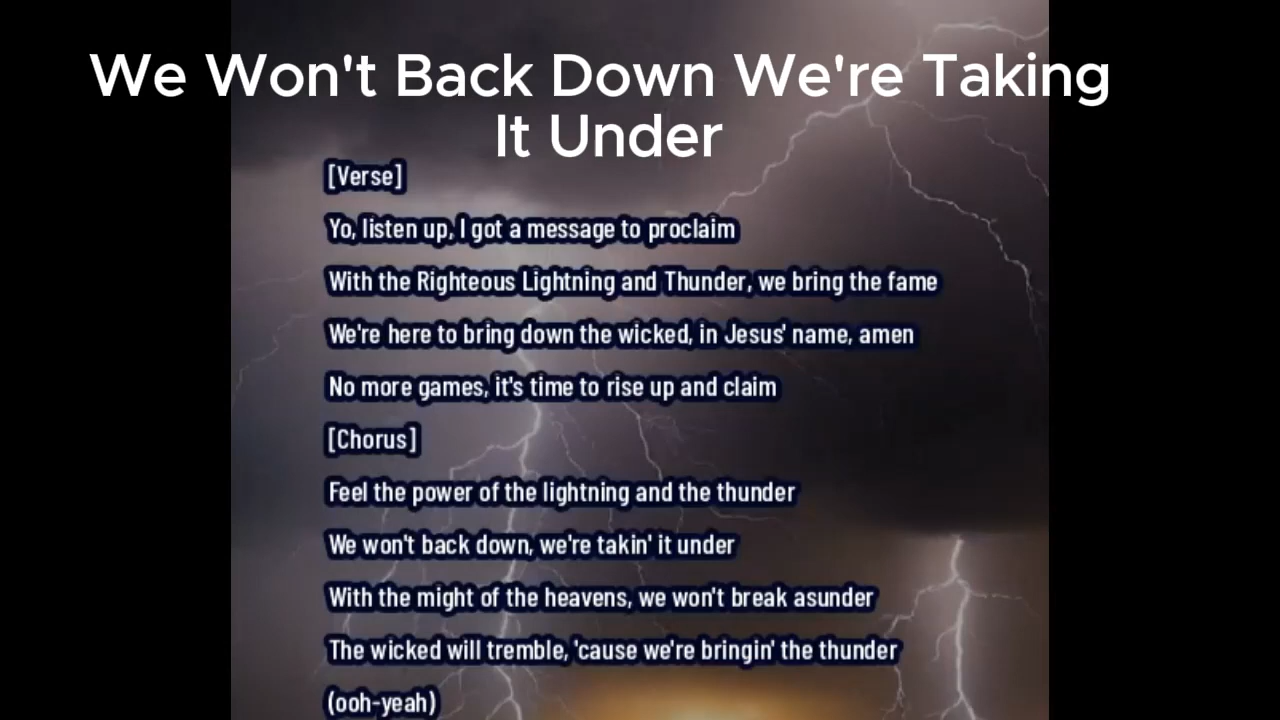 We Won't Back Down We're Taking
It Under
[Verse]
Yo, listen up, I got a message to proclaim
With the Righteous Lightning and Thunder, we bring the fame
We're here to bring down the wicked, in Jesus' name, amen
No more games, it's time to rise up and claim
[Chorus]
Feel the power of the lightning and the thunder
We won't back down, we're takin' it under
With the might of the heavens, we won't break asunder
The wicked will tremble, 'cause we're bringin' the thunder
(ooh-yeah)